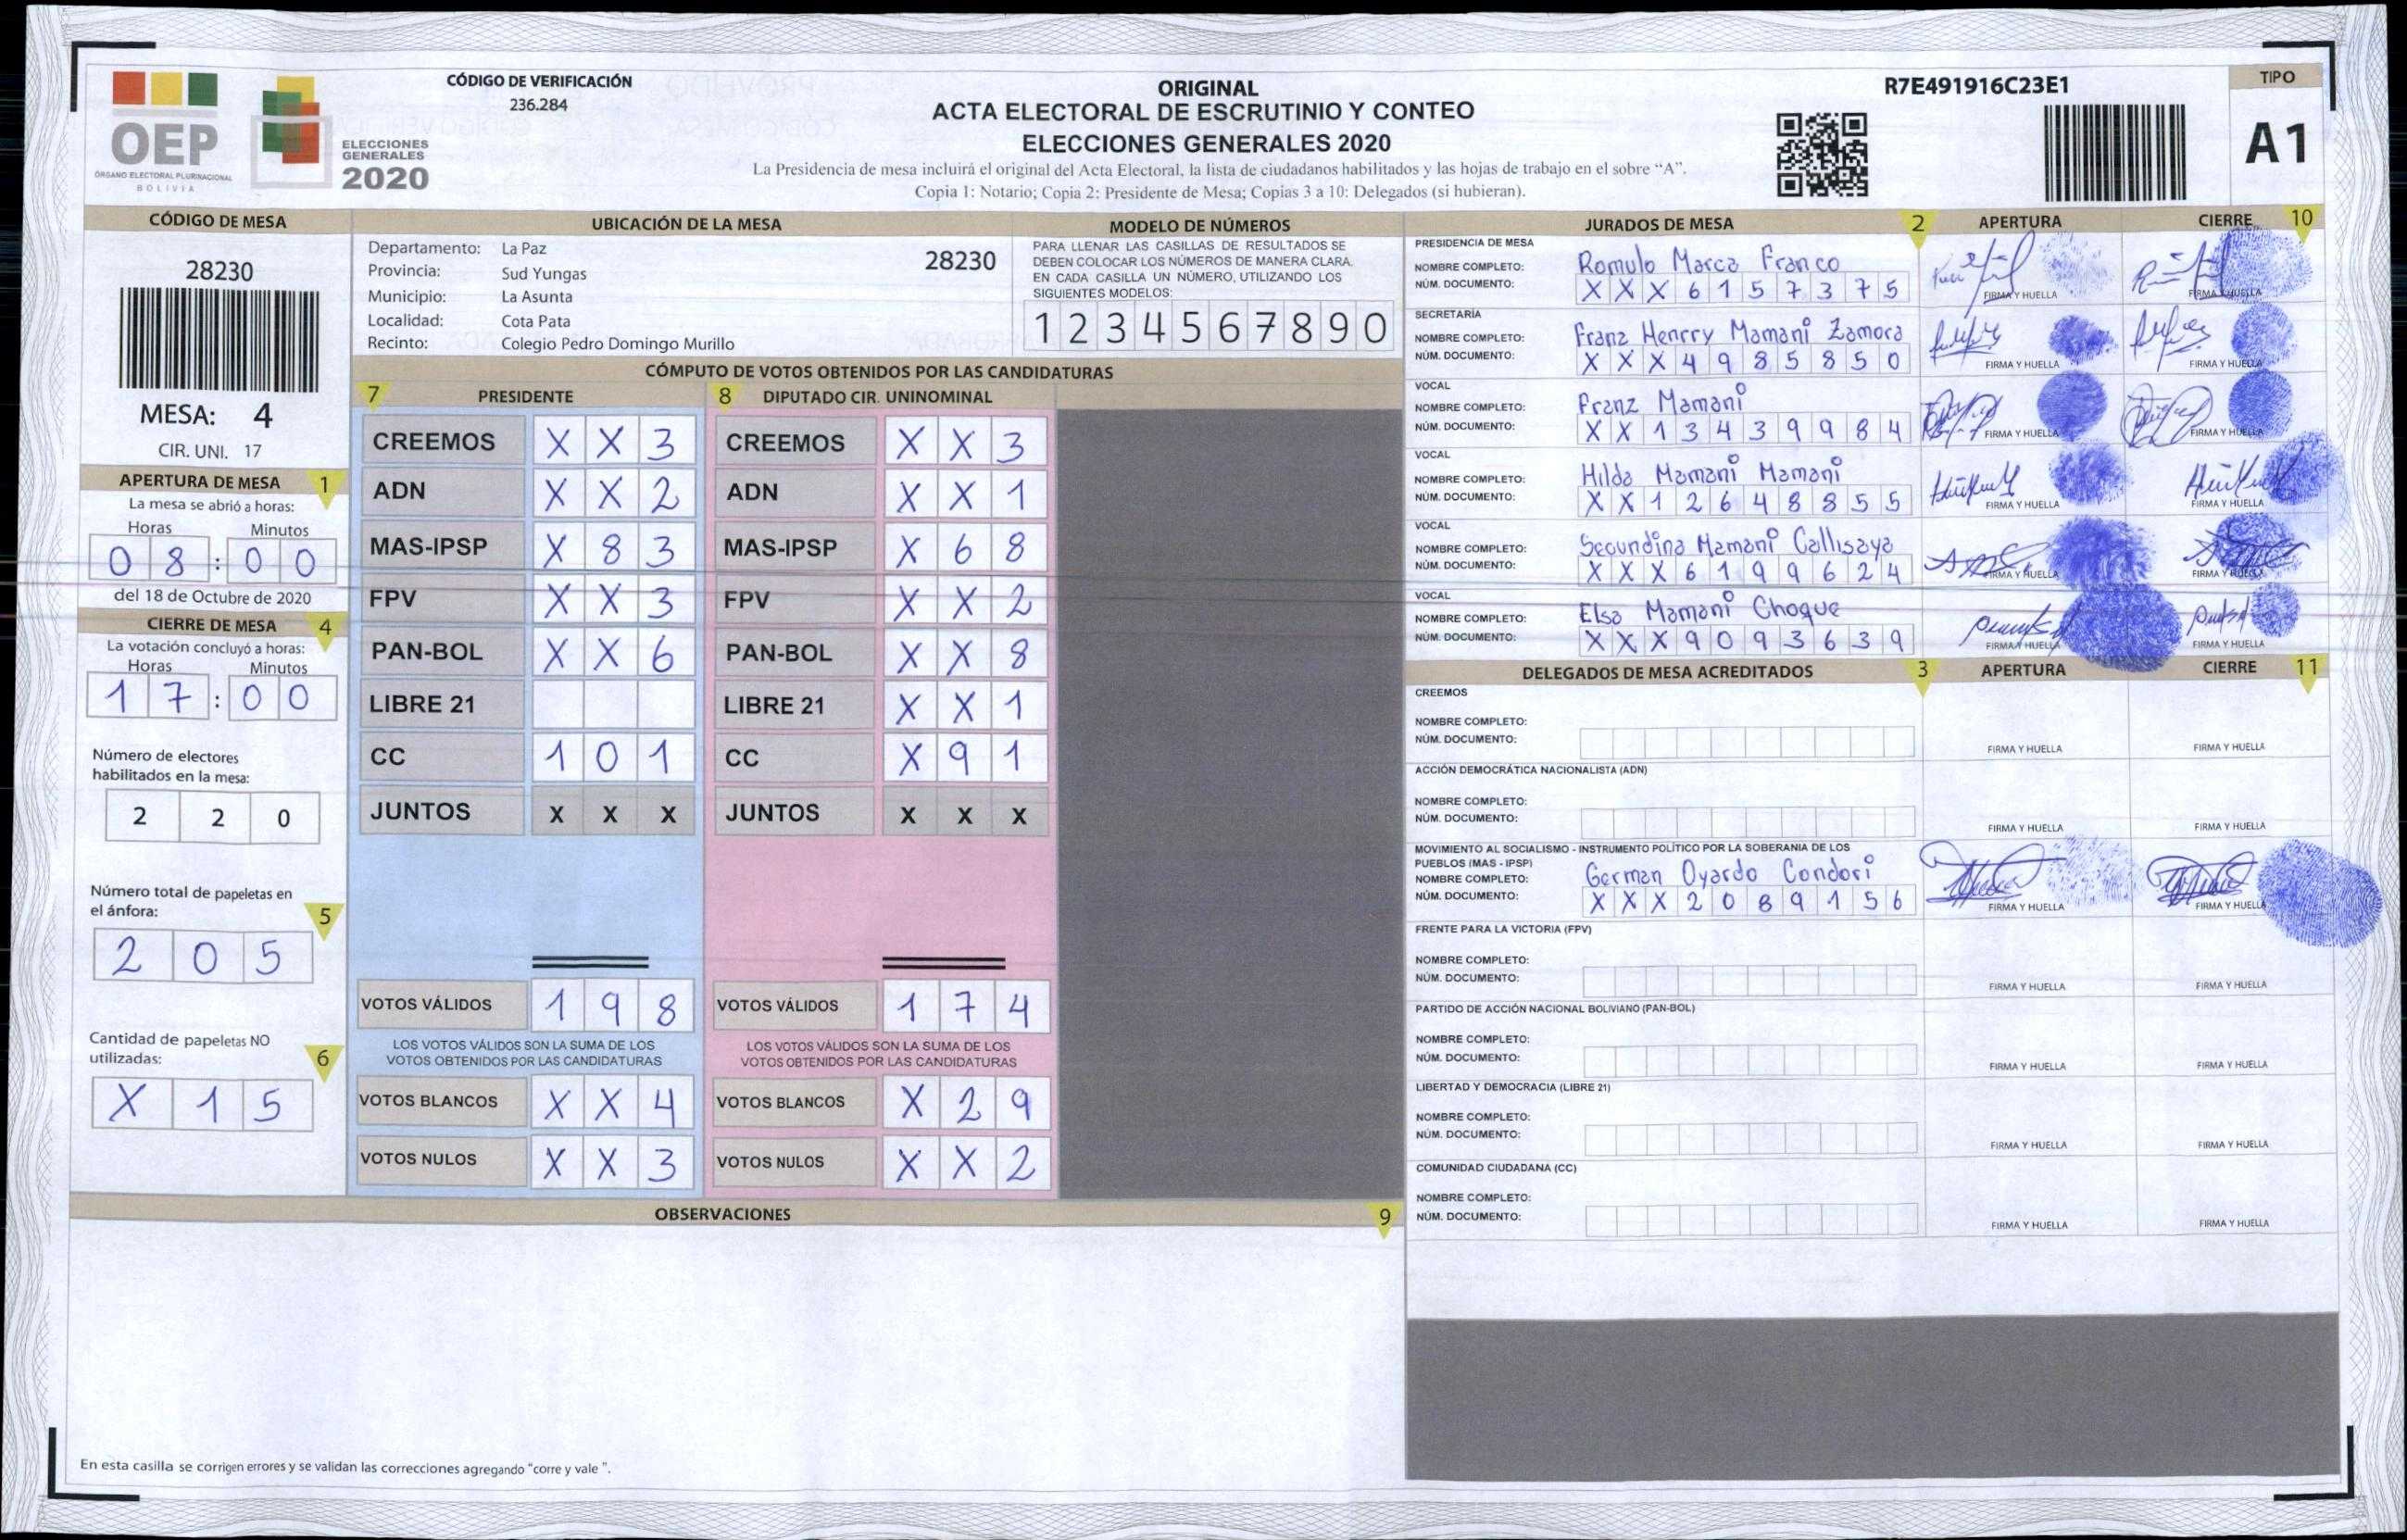 OEP
ÓRGANO ELECTORAL PLURINACIONAL
BOLIVIA
ELECCIONES
GENERALES
2020
CÓDIGO DE VERIFICACIÓN
236.284
ORIGINAL
ACTA ELECTORAL DE ESCRUTINIO Y CONTEO
ELECCIONES GENERALES 2020
La Presidencia de mesa incluirá el original del Acta Electoral, la lista de ciudadanos habilitados y las hojas de trabajo en el sobre “A”.
Copia 1: Notario; Copia 2: Presidente de Mesa; Copias 3 a 10: Delegados (si hubieran).
R7E491916C23E1
TIPO
A1
CÓDIGO DE MESA
28230
MESA: 4
CIR. UNI. 17
APERTURA DE MESA 1
La mesa se abrió a horas:
Horas Minutos
0 8 : 0 0
del 18 de Octubre de 2020
CIERRE DE MESA 4
La votación concluyó a horas:
Horas Minutos
1 7 : 0 0
Número de electores
habilitados en la mesa:
2 2 0
Número total de papeletas en
el ánfora: 5
2 0 5
Cantidad de papeletas NO
utilizadas: 6
X 1 5
UBICACIÓN DE LA MESA
Departamento: La Paz
28230
Provincia: Sud Yungas
Municipio: La Asunta
Localidad: Cota Pata
Recinto: Colegio Pedro Domingo Murillo
MODELO DE NÚMEROS
PARA LLENAR LAS CASILLAS DE RESULTADOS SE
DEBEN COLOCAR LOS NÚMEROS DE MANERA CLARA.
EN CADA CASILLA UN NÚMERO, UTILIZANDO LOS
SIGUIENTES MODELOS:
1 2 3 4 5 6 7 8 9 0
CÓMPUTO DE VOTOS OBTENIDOS POR LAS CANDIDATURAS
7 PRESIDENTE
CREEMOS X X 3
ADN X X 2
MAS-IPSP X 8 3
FPV X X 3
PAN-BOL X X 6
LIBRE 21
CC 1 0 1
JUNTOS X X X
VOTOS VÁLIDOS 1 9 8
LOS VOTOS VÁLIDOS SON LA SUMA DE LOS
VOTOS OBTENIDOS POR LAS CANDIDATURAS
VOTOS BLANCOS X X 4
VOTOS NULOS X X 3
8 DIPUTADO CIR. UNINOMINAL
CREEMOS X X 3
ADN X X 1
MAS-IPSP X 6 8
FPV X X 2
PAN-BOL X X 8
LIBRE 21 X X 1
CC X 9 1
JUNTOS X X X
VOTOS VÁLIDOS 1 7 4
LOS VOTOS VÁLIDOS SON LA SUMA DE LOS
VOTOS OBTENIDOS POR LAS CANDIDATURAS
VOTOS BLANCOS X 2 9
VOTOS NULOS X X 2
OBSERVACIONES 9
En esta casilla se corrigen errores y se validan las correcciones agregando “corre y vale ”.
JURADOS DE MESA 2 APERTURA CIERRE 10
PRESIDENCIA DE MESA
NOMBRE COMPLETO: Romulo Marca Franco
NÚM. DOCUMENTO: X X X 6 1 5 7 3 7 5
FIRMA Y HUELLA FIRMA Y HUELLA
SECRETARÍA
NOMBRE COMPLETO: Franz Henrry Mamani Zamora
NÚM. DOCUMENTO: X X X 4 9 8 5 8 5 0
FIRMA Y HUELLA FIRMA Y HUELLA
VOCAL
NOMBRE COMPLETO: Franz Mamani
NÚM. DOCUMENTO: X X 1 3 4 3 9 9 8 4
FIRMA Y HUELLA FIRMA Y HUELLA
VOCAL
NOMBRE COMPLETO: Hilda Mamani Mamani
NÚM. DOCUMENTO: X X 1 2 6 4 8 8 5 5
FIRMA Y HUELLA FIRMA Y HUELLA
VOCAL
NOMBRE COMPLETO: Secundina Mamani Callisaya
NÚM. DOCUMENTO: X X X 6 1 9 9 6 2 4
FIRMA Y HUELLA FIRMA Y HUELLA
VOCAL
NOMBRE COMPLETO: Elsa Mamani Choque
NÚM. DOCUMENTO: X X X 9 0 9 3 6 3 9
FIRMA Y HUELLA FIRMA Y HUELLA
DELEGADOS DE MESA ACREDITADOS 3 APERTURA CIERRE 11
CREEMOS
NOMBRE COMPLETO:
NÚM. DOCUMENTO:
FIRMA Y HUELLA FIRMA Y HUELLA
ACCIÓN DEMOCRÁTICA NACIONALISTA (ADN)
NOMBRE COMPLETO:
NÚM. DOCUMENTO:
FIRMA Y HUELLA FIRMA Y HUELLA
MOVIMIENTO AL SOCIALISMO - INSTRUMENTO POLÍTICO POR LA SOBERANIA DE LOS
PUEBLOS (MAS - IPSP)
NOMBRE COMPLETO: German Oyardo Condori
NÚM. DOCUMENTO: X X X 2 0 8 9 1 5 6
FIRMA Y HUELLA FIRMA Y HUELLA
FRENTE PARA LA VICTORIA (FPV)
NOMBRE COMPLETO:
NÚM. DOCUMENTO:
FIRMA Y HUELLA FIRMA Y HUELLA
PARTIDO DE ACCIÓN NACIONAL BOLIVIANO (PAN-BOL)
NOMBRE COMPLETO:
NÚM. DOCUMENTO:
FIRMA Y HUELLA FIRMA Y HUELLA
LIBERTAD Y DEMOCRACIA (LIBRE 21)
NOMBRE COMPLETO:
NÚM. DOCUMENTO:
FIRMA Y HUELLA FIRMA Y HUELLA
COMUNIDAD CIUDADANA (CC)
NOMBRE COMPLETO:
NÚM. DOCUMENTO:
FIRMA Y HUELLA FIRMA Y HUELLA